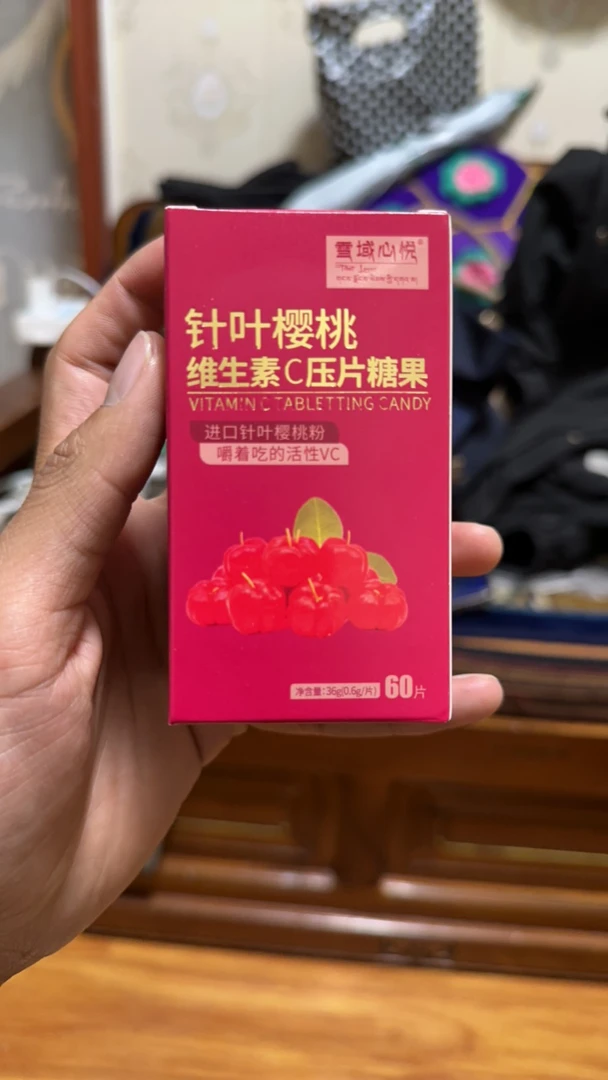 雪域心悦®
针叶樱桃
维生素C压片糖果
VITAMIN C TABLETTING CANDY
进口针叶樱桃粉
嚼着吃的活性VC
净含量:36g(0.6g/片)
60片